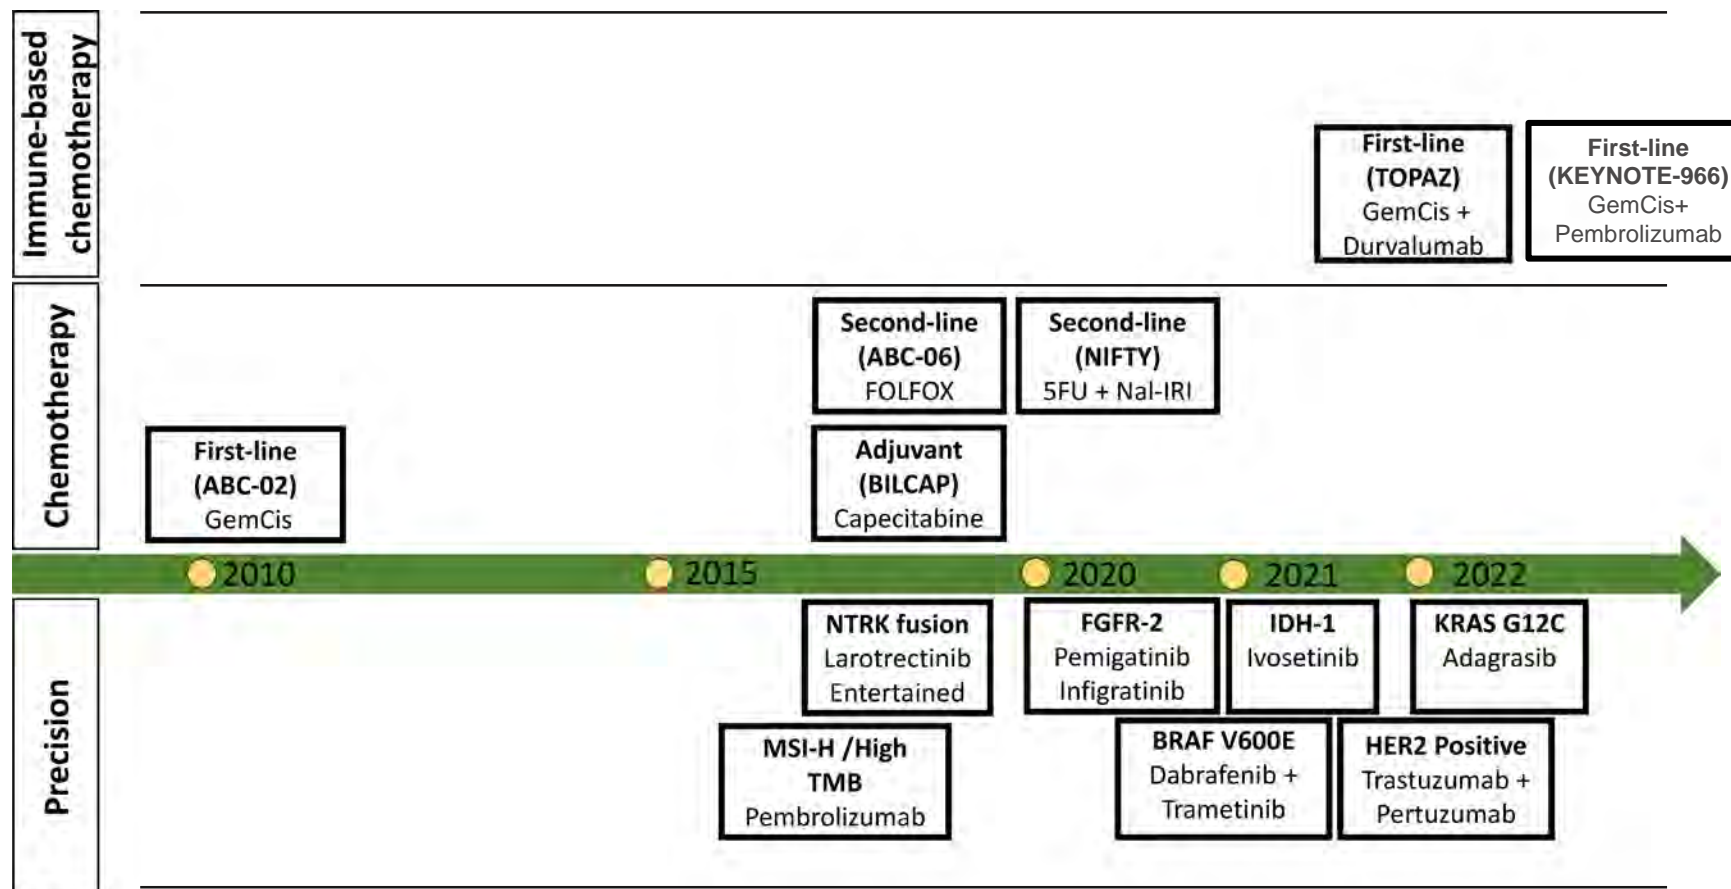 Immune-based
chemotherapy
First-line
(TOPAZ)
GemCis +
Durvalumab
First-line
(KEYNOTE-966)
GemCis+
Pembrolizumab
Chemotherapy
First-line
(ABC-02)
GemCis
Second-line
(ABC-06)
FOLFOX
Second-line
(NIFTY)
5FU + Nal-IRI
Adjuvant
(BILCAP)
Capecitabine
2010
2015
2020
2021
2022
Precision
NTRK fusion
Larotrectinib
Entertained
FGFR-2
Pemigatinib
Infigratinib
IDH-1
Ivosetinib
KRAS G12C
Adagrasib
MSI-H /High
TMB
Pembrolizumab
BRAF V600E
Dabrafenib +
Trametinib
HER2 Positive
Trastuzumab +
Pertuzumab